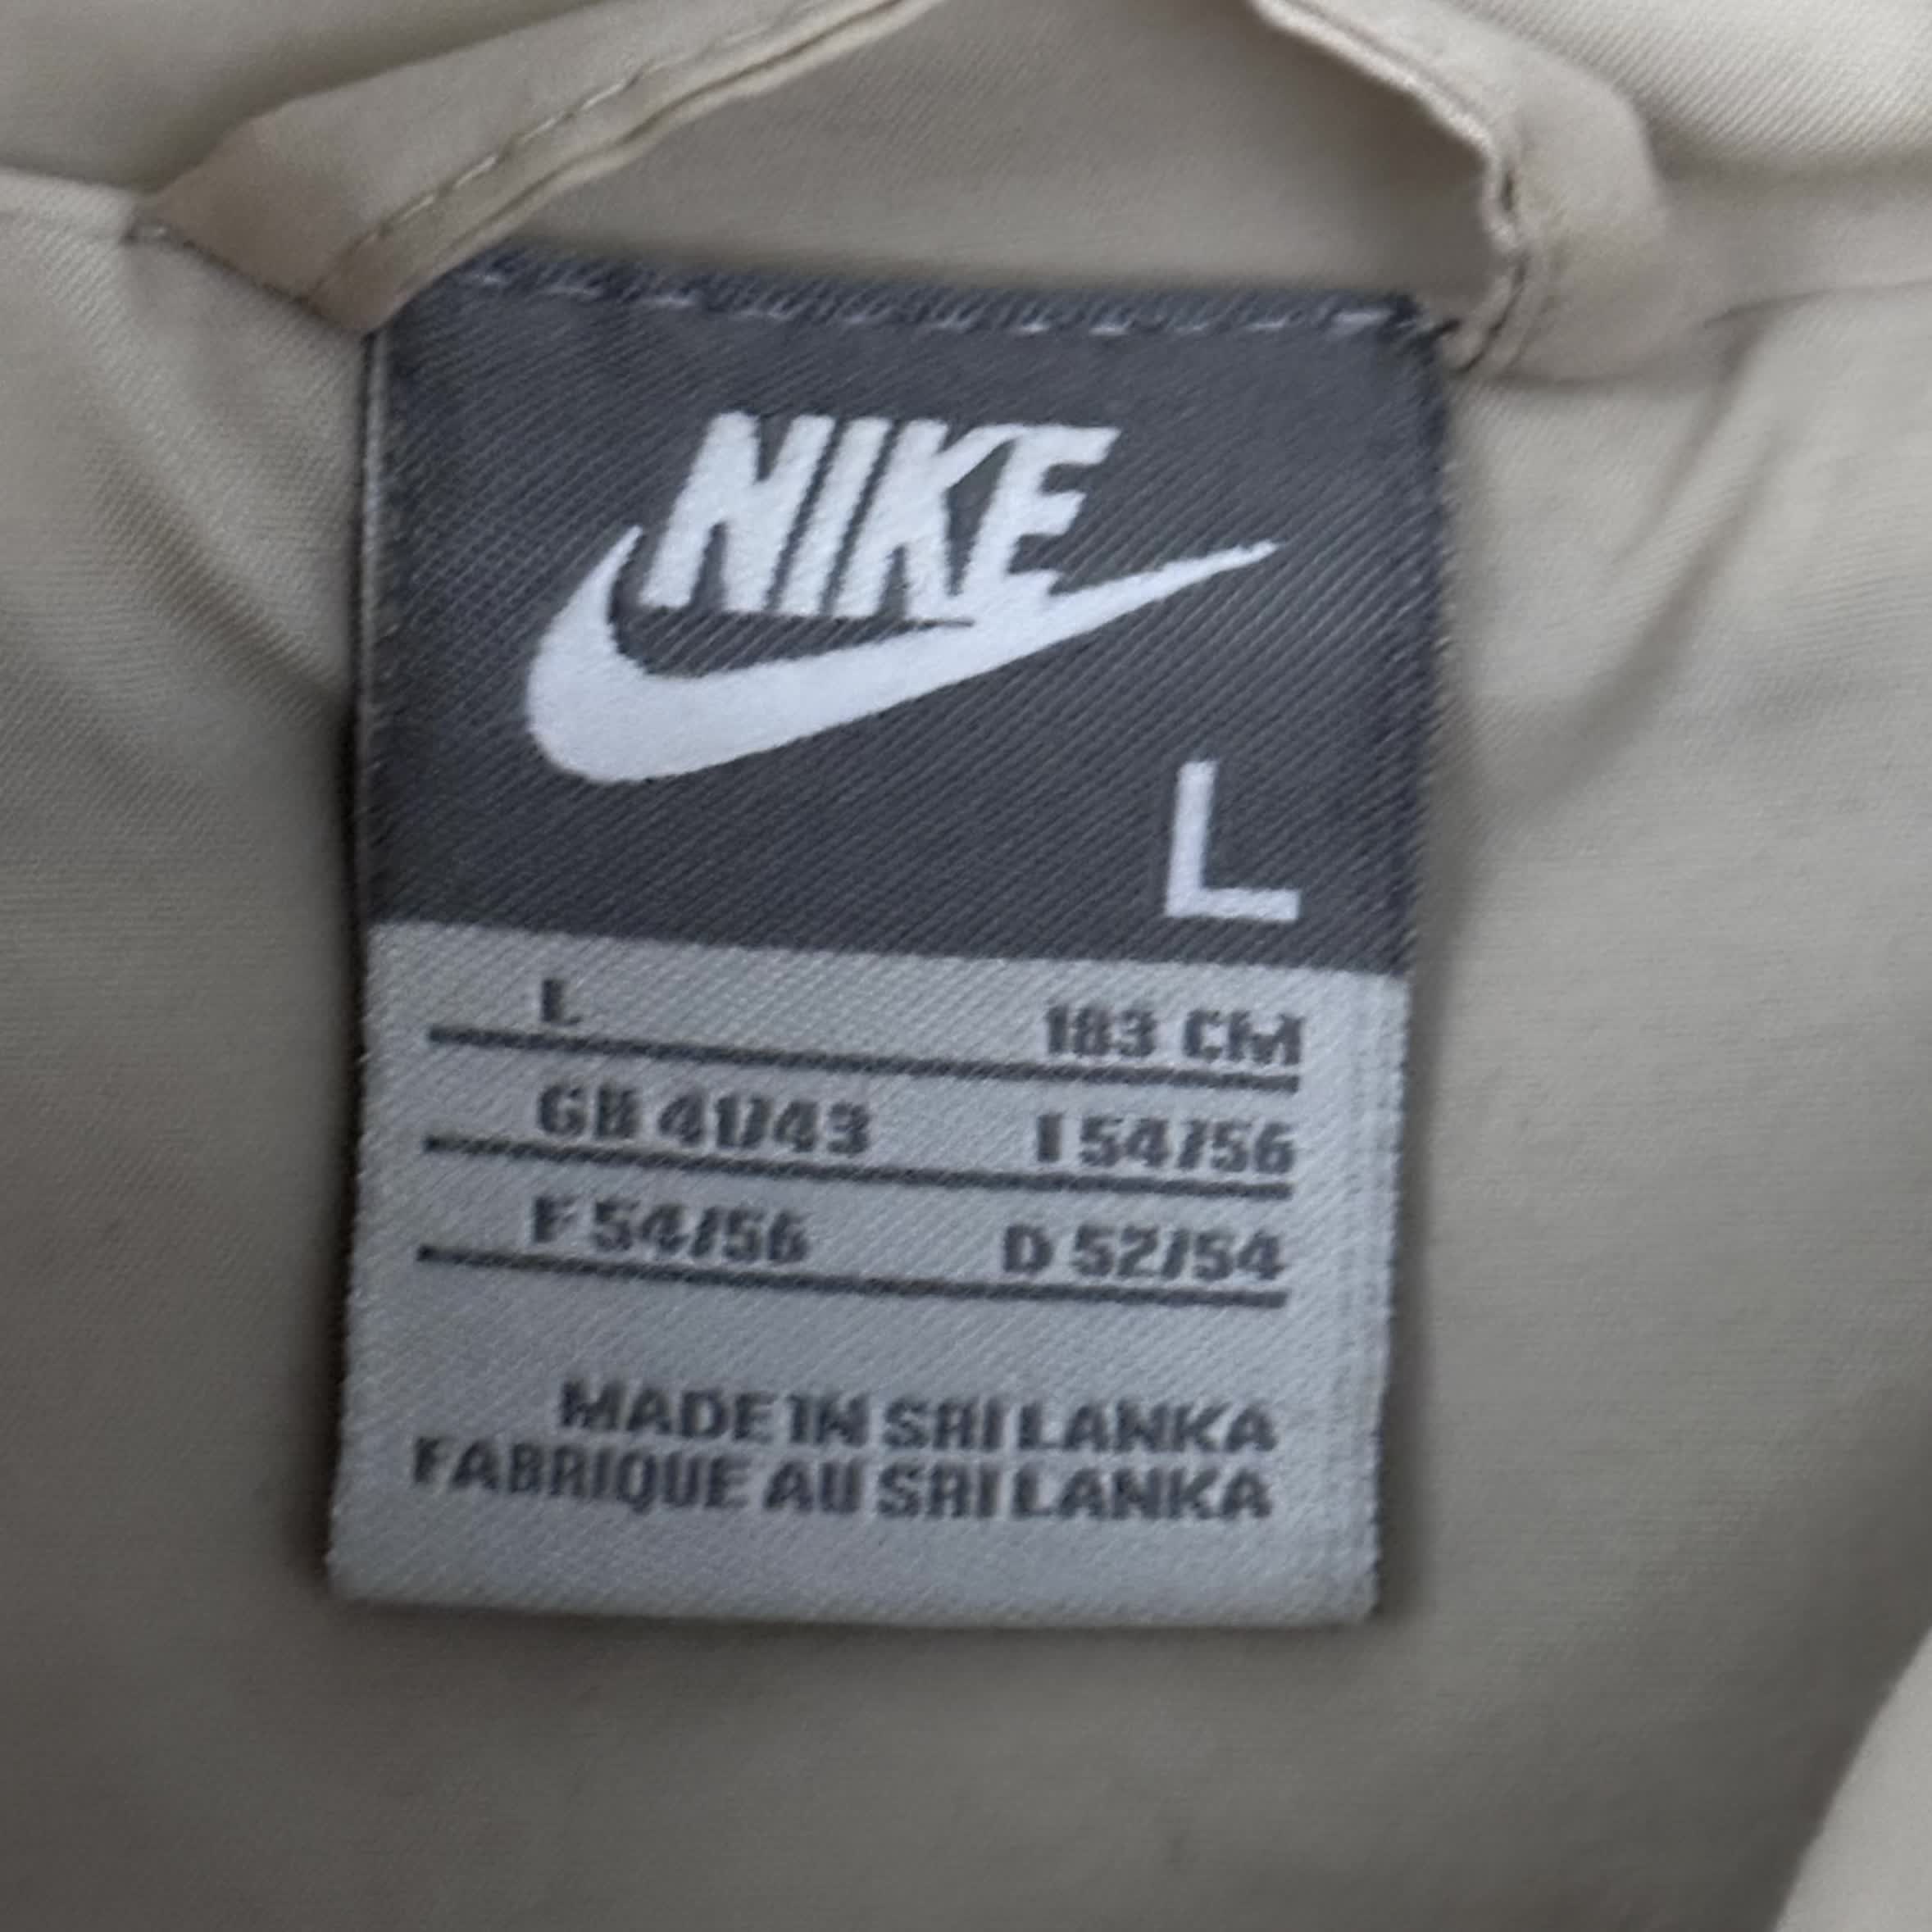 NIKE
L
L 183 CM
GB 41/43 I 54/56
F 54/56 D 52/54
MADE IN SRI LANKA
FABRIQUE AU SRI LANKA